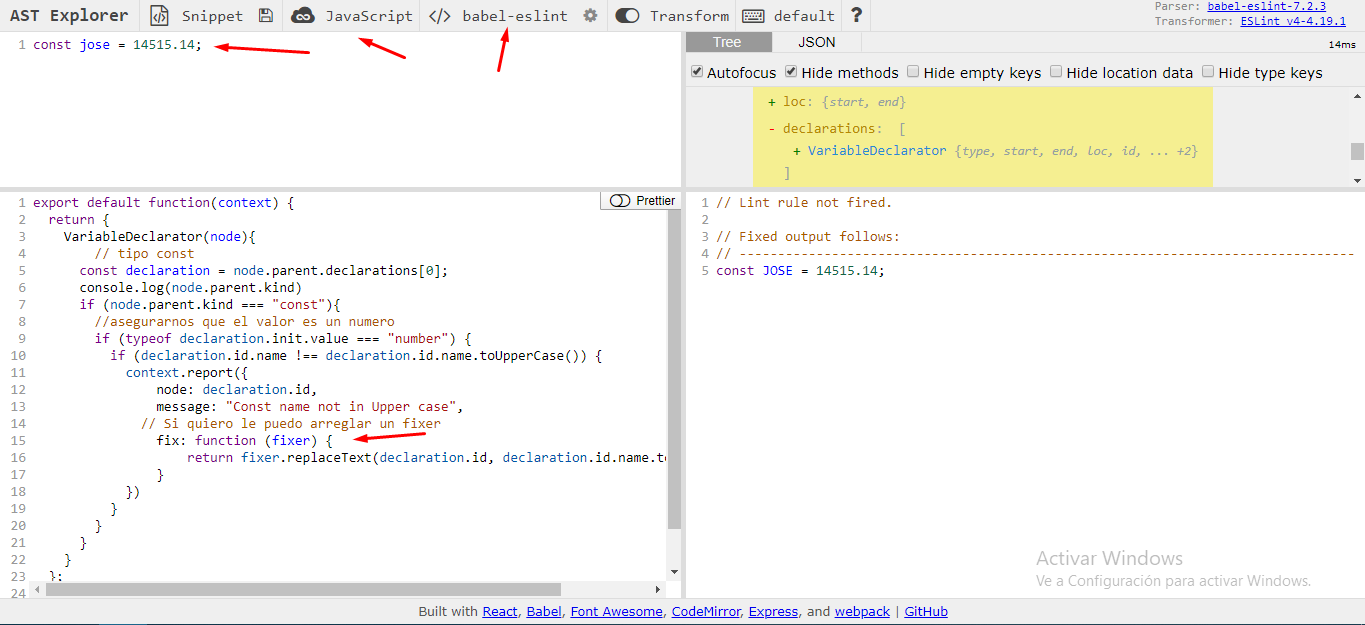 AST Explorer Snippet JavaScript </> babel-eslint Transform default ?
Parser: babel-eslint-7.2.3
Transformer: ESLint v4-4.19.1
1 const jose = 14515.14;
Tree JSON
14ms
Autofocus Hide methods Hide empty keys Hide location data Hide type keys
+ loc: {start, end}
- declarations: [
+ VariableDeclarator {type, start, end, loc, id, ... +2}
]
Prettier
1 export default function(context) {
2 return {
3 VariableDeclarator(node){
4 // tipo const
5 const declaration = node.parent.declarations[0];
6 console.log(node.parent.kind)
7 if (node.parent.kind === "const"){
8 //asegurarnos que el valor es un numero
9 if (typeof declaration.init.value === "number") {
10 if (declaration.id.name !== declaration.id.name.toUpperCase()) {
11 context.report({
12 node: declaration.id,
13 message: "Const name not in Upper case",
14 // Si quiero le puedo arreglar un fixer
15 fix: function (fixer) {
16 return fixer.replaceText(declaration.id, declaration.id.name.to
17 }
18 })
19 }
20 }
21 }
22 }
23 };
24
1 // Lint rule not fired.
2
3 // Fixed output follows:
4 // --------------------------------------------------------------------------------
5 const JOSE = 14515.14;
Activar Windows
Ve a Configuración para activar Windows.
Built with React, Babel, Font Awesome, CodeMirror, Express, and webpack | GitHub